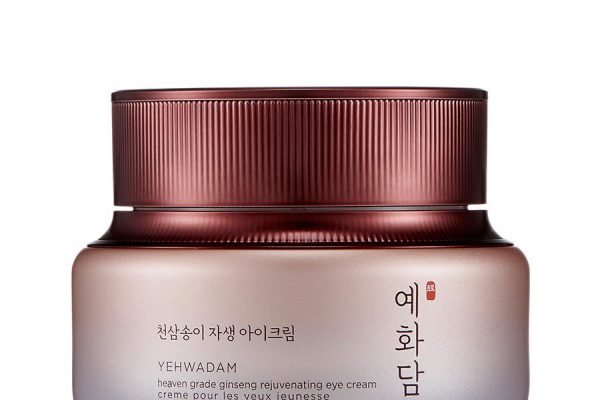 천삼송이 자생 아이크림
YEHWADAM
heaven grade ginseng rejuvenating eye cream
creme pour les yeux jeunesse
예화담